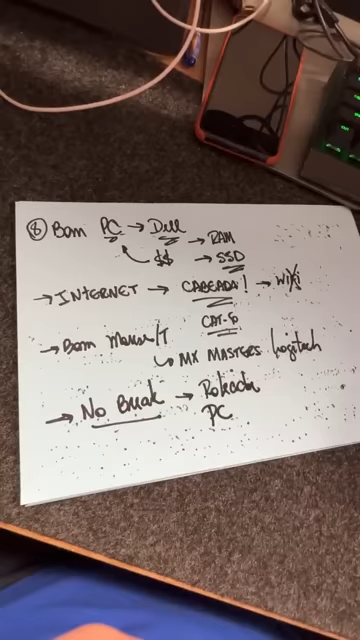 ⑧ Bom PC → Dell
$$ → RAM
→ SSD
→ INTERNET → CABEADA! → WiFi
CAT-6
→ Bom Mouse/T
↳ MX MASTERS Logitech
→ No Break → Roteador
PC